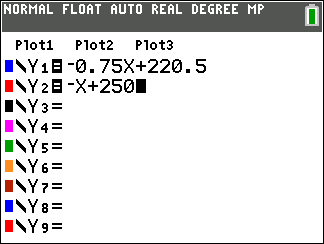 NORMAL FLOAT AUTO REAL DEGREE MP
Plot1 Plot2 Plot3
\Y₁=⁻0.75X+220.5
\Y₂=⁻X+250
\Y₃=
\Y₄=
\Y₅=
\Y₆=
\Y₇=
\Y₈=
\Y₉=